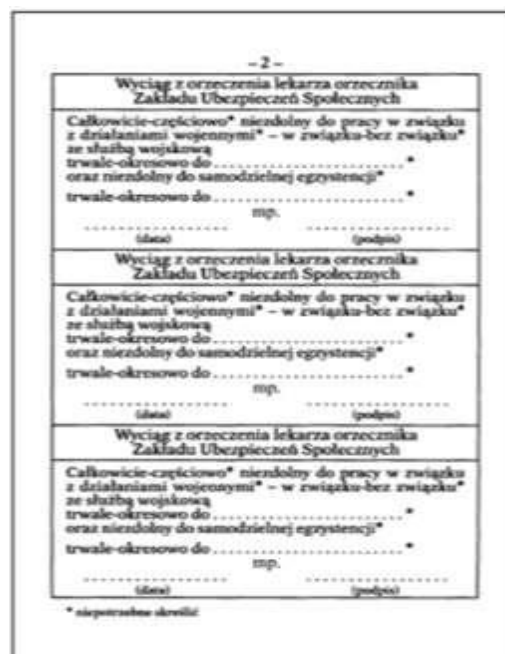 – 2 –
Wyciąg z orzeczenia lekarza orzecznika
Zakładu Ubezpieczeń Społecznych
Całkowicie-częściowo* niezdolny do pracy w związku
z działaniami wojennymi* – w związku-bez związku*
ze służbą wojskową
trwale-okresowo do ............................ *
oraz niezdolny do samodzielnej egzystencji*
trwale-okresowo do ............................ *
mp.
(data) (podpis)
Wyciąg z orzeczenia lekarza orzecznika
Zakładu Ubezpieczeń Społecznych
Całkowicie-częściowo* niezdolny do pracy w związku
z działaniami wojennymi* – w związku-bez związku*
ze służbą wojskową
trwale-okresowo do ............................ *
oraz niezdolny do samodzielnej egzystencji*
trwale-okresowo do ............................ *
mp.
(data) (podpis)
Wyciąg z orzeczenia lekarza orzecznika
Zakładu Ubezpieczeń Społecznych
Całkowicie-częściowo* niezdolny do pracy w związku
z działaniami wojeonymi* – w związku-bez związku*
ze służbą wojskową
trwale-okresowo do ............................ *
oraz niezdolny do samodzielnej egzystencji*
trwale-okresowo do ............................ *
mp.
(data) (podpis)
* niepotrzebne skreślić